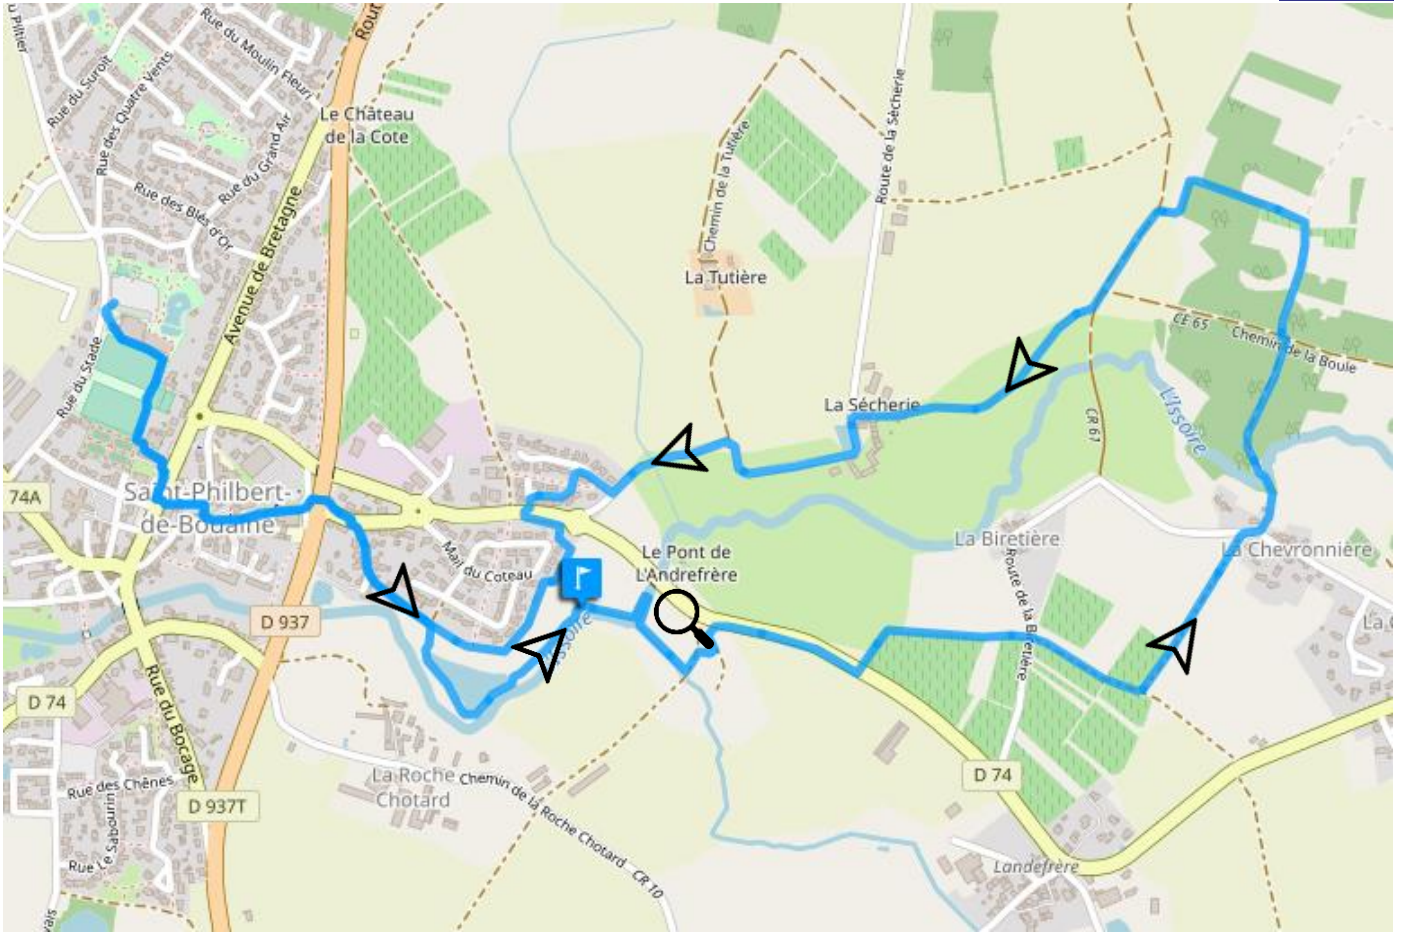 u Piltier
Rue du Suroît
Rue des Quatre Vents
Rue du Moulin Fleuri
Rout
Le Château
de la Cote
Rue du Grand Air
Rue des Blés d'Or
Avenue de Bretagne
Chemin de la Tutière
Route de la Sécherie
La Tutière
CE 65
Chemin de la Boule
Rue du Stade
La Sécherie
CR 61
L'Issoire
74A
Saint-Philbert-
de-Bouaine
Mail du Coteau
Le Pont de
L'Andrefrère
La Biretière
La Chevronnière
Route de la Biretière
D 937
Issoire
D 74
Rue du Bocage
La Roche
Chotard
Chemin de la Roche Chotard
CR 10
D 74
Rue des Chênes
D 937T
Rue Le Sabourin
Landefrère